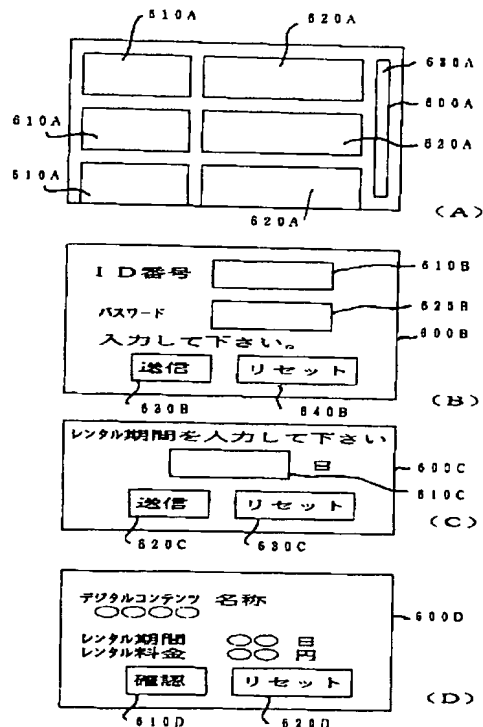 610A 620A
630A
600A
610A
620A
610A
620A
(A)
ID番号 610B
パスワード
600B
入力して下さい。
送信 リセット
(B)
630B 640B
レンタル期間を入力して下さい
600C
日
610C
送信 リセット
(C)
620C 630C
デジタルコンテンツ 名称
○○○○
600D
レンタル期間 ○○ 日
レンタル料金 ○○ 円
確認 リセット
(D)
610D 620D